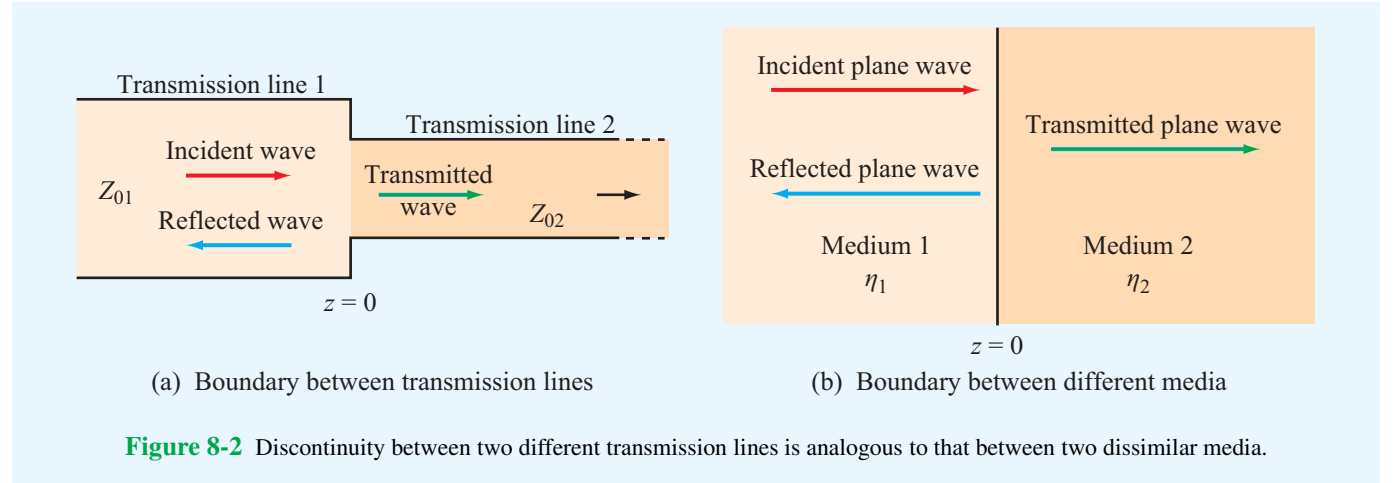 Transmission line 1
Transmission line 2
Incident wave
Z01
Reflected wave
Transmitted
wave
Z02
z = 0
(a) Boundary between transmission lines
Incident plane wave
Transmitted plane wave
Reflected plane wave
Medium 1
η1
Medium 2
η2
z = 0
(b) Boundary between different media
Figure 8-2 Discontinuity between two different transmission lines is analogous to that between two dissimilar media.